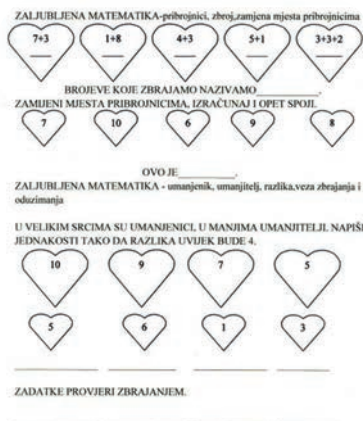 ZALJUBLJENA MATEMATIKA-pribrojnici, zbroj,zamjena mjesta pribrojnicima
7+3 1+8 4+3 5+1 3+3+2
BROJEVE KOJE ZBRAJAMO NAZIVAMO____________.
ZAMIJENI MJESTA PRIBROJNICIMA, IZRAČUNAJ I OPET SPOJI.
7 10 6 9 8
OVO JE___________.
ZALJUBLJENA MATEMATIKA - umanjenik, umanjitelj, razlika,veza zbrajanja i
oduzimanja
U VELIKIM SRCIMA SU UMANJENICI, U MANJIMA UMANJITELJI. NAPIŠI
JEDNAKOSTI TAKO DA RAZLIKA UVIJEK BUDE 4.
10 9 7 5
5 6 1 3
ZADATKE PROVJERI ZBRAJANJEM.